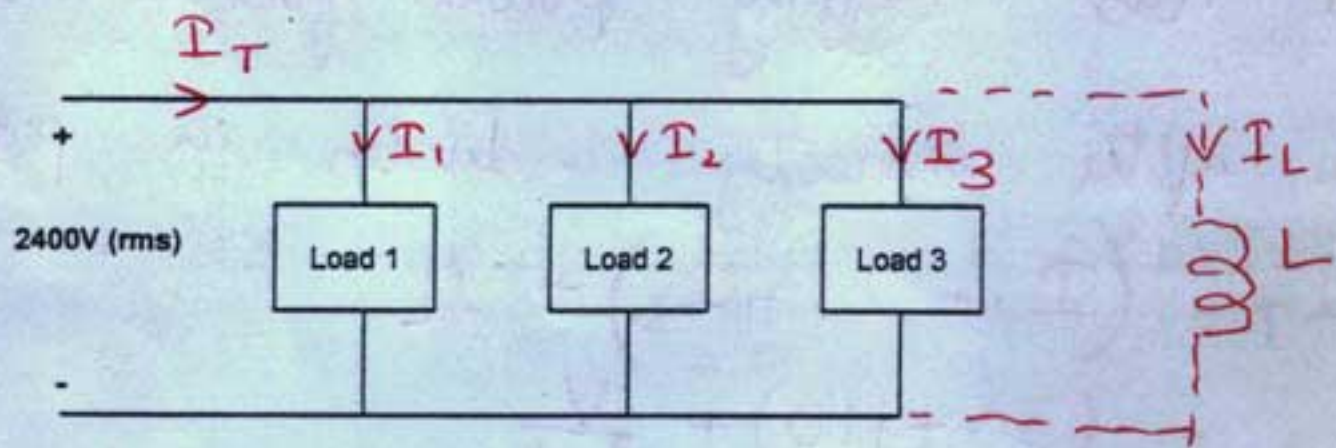 I_T
+
I_1
I_2
I_3
I_L
2400V (rms)
Load 1
Load 2
Load 3
L
-